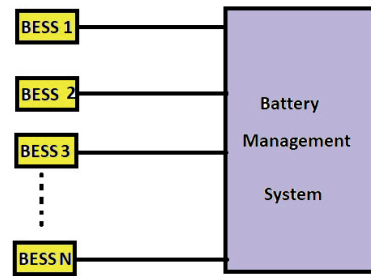 BESS 1
BESS 2
BESS 3
BESS N
Battery
Management
System